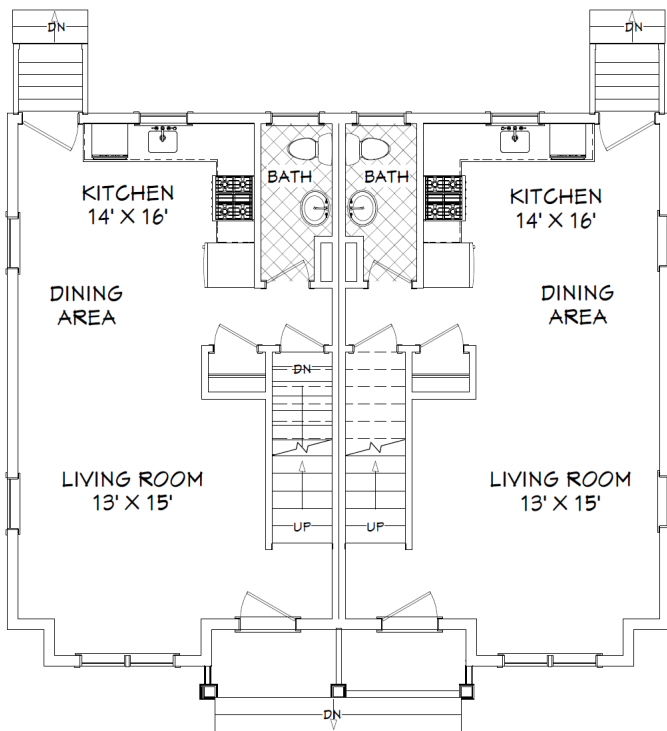 DN
DN
KITCHEN
14' X 16'
BATH
BATH
KITCHEN
14' X 16'
DINING
AREA
DINING
AREA
DN
LIVING ROOM
13' X 15'
LIVING ROOM
13' X 15'
UP
UP
DN